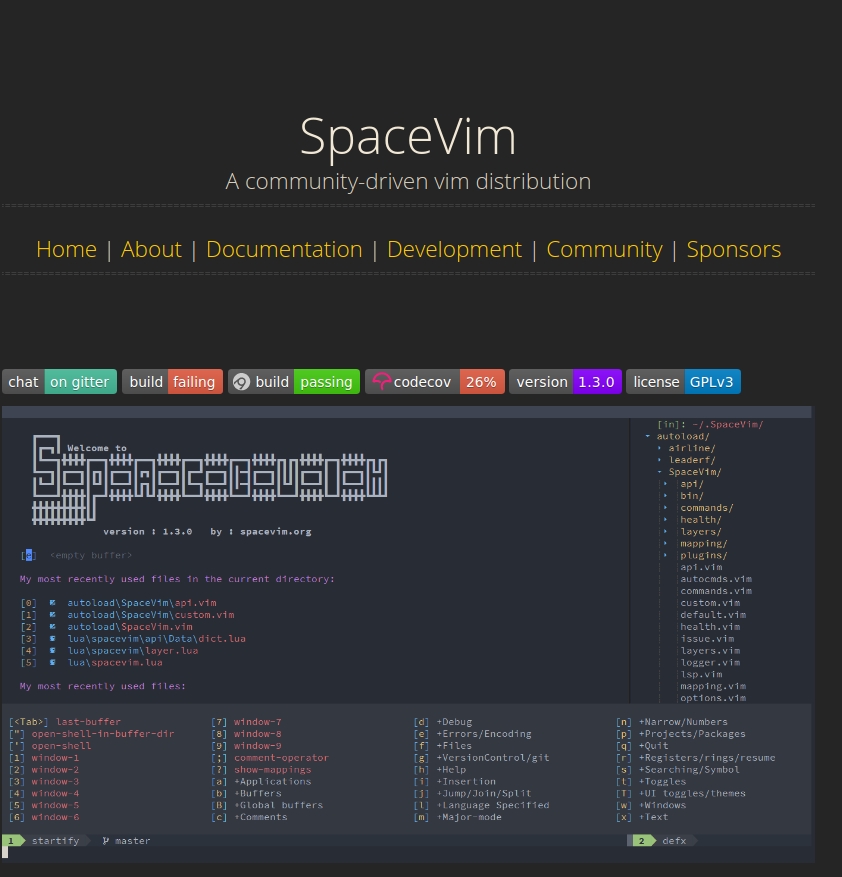 SpaceVim
A community-driven vim distribution
Home | About | Documentation | Development | Community | Sponsors
chat on gitter build failing build passing codecov 26% version 1.3.0 license GPLv3
Welcome to
version : 1.3.0 by : spacevim.org
[e] <empty buffer>
My most recently used files in the current directory:
[0] autoload\SpaceVim\api.vim
[1] autoload\SpaceVim\custom.vim
[2] autoload\SpaceVim.vim
[3] lua\spacevim\api\Data\dict.lua
[4] lua\spacevim\layer.lua
[5] lua\spacevim.lua
My most recently used files:
[in]: ~/.SpaceVim/
autoload/
airline/
leaderf/
SpaceVim/
api/
bin/
commands/
health/
layers/
mapping/
plugins/
api.vim
autocmds.vim
commands.vim
custom.vim
default.vim
health.vim
issue.vim
layers.vim
logger.vim
lsp.vim
mapping.vim
options.vim
[<Tab>] last-buffer [7] window-7 [d] +Debug [n] +Narrow/Numbers
["] open-shell-in-buffer-dir [8] window-8 [e] +Errors/Encoding [p] +Projects/Packages
['] open-shell [9] window-9 [f] +Files [q] +Quit
[1] window-1 [;] comment-operator [g] +VersionControl/git [r] +Registers/rings/resume
[2] window-2 [?] show-mappings [h] +Help [s] +Searching/Symbol
[3] window-3 [a] +Applications [i] +Insertion [t] +Toggles
[4] window-4 [b] +Buffers [j] +Jump/Join/Split [T] +UI toggles/themes
[5] window-5 [B] +Global buffers [l] +Language Specified [w] +Windows
[6] window-6 [c] +Comments [m] +Major-mode [x] +Text
1 startify master 2 defx